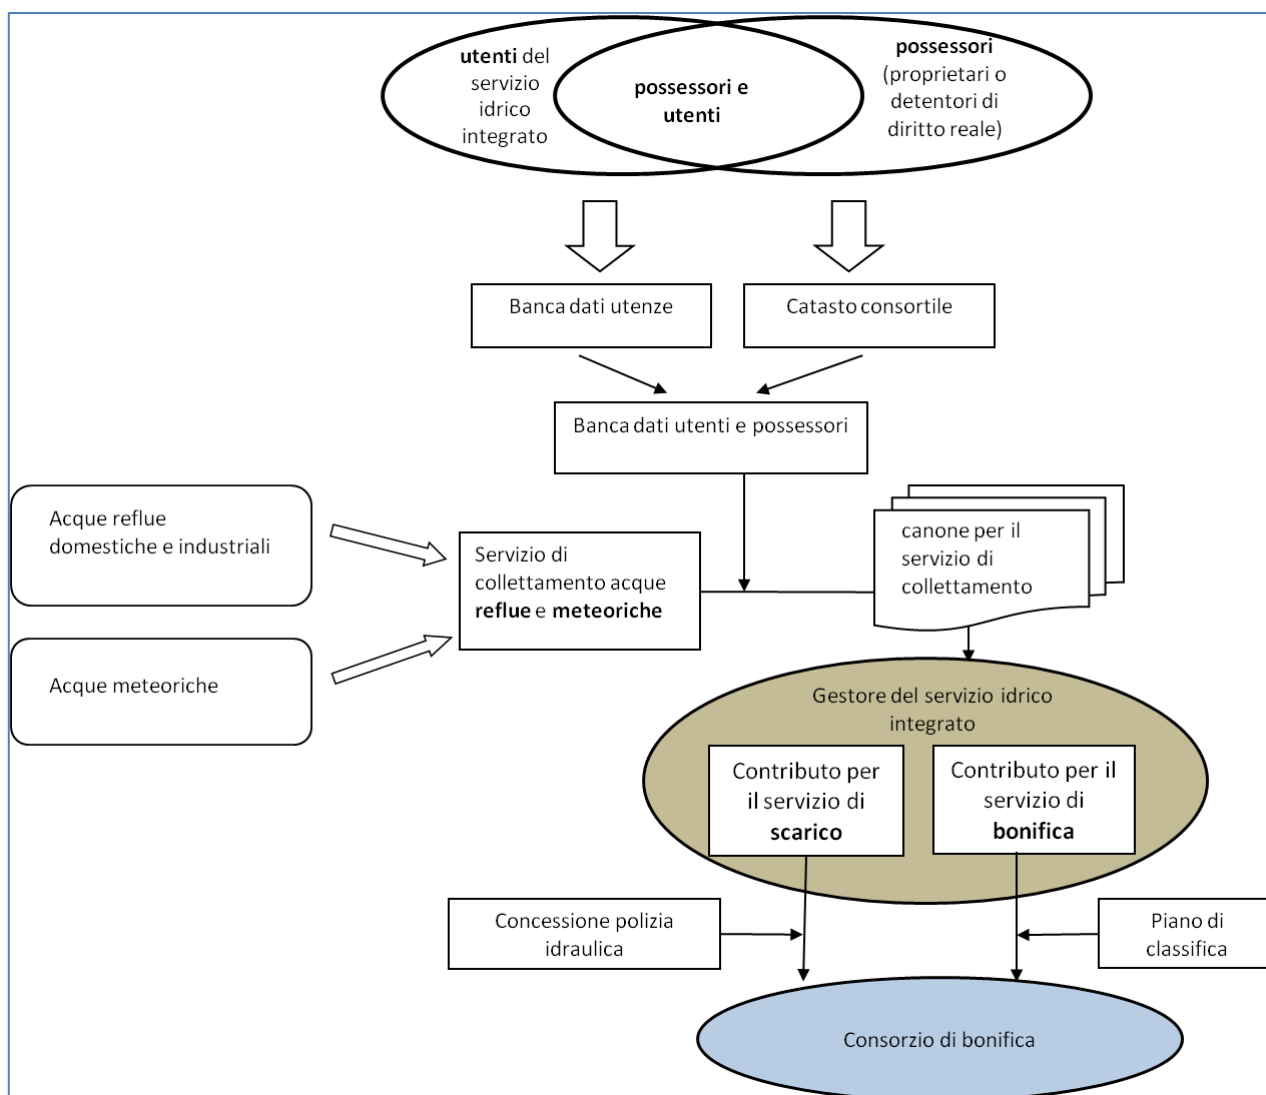 utenti del
servizio
idrico
integrato
possessori e
utenti
possessori
(proprietari o
detentori di
diritto reale)
Banca dati utenze
Catasto consortile
Banca dati utenti e possessori
Acque reflue
domestiche e industriali
Acque meteoriche
Servizio di
collettamento acque
reflue e meteoriche
canone per il
servizio di
collettamento
Gestore del servizio idrico
integrato
Contributo per
il servizio di
scarico
Contributo per il
servizio di
bonifica
Concessione polizia
idraulica
Piano di
classifica
Consorzio di bonifica